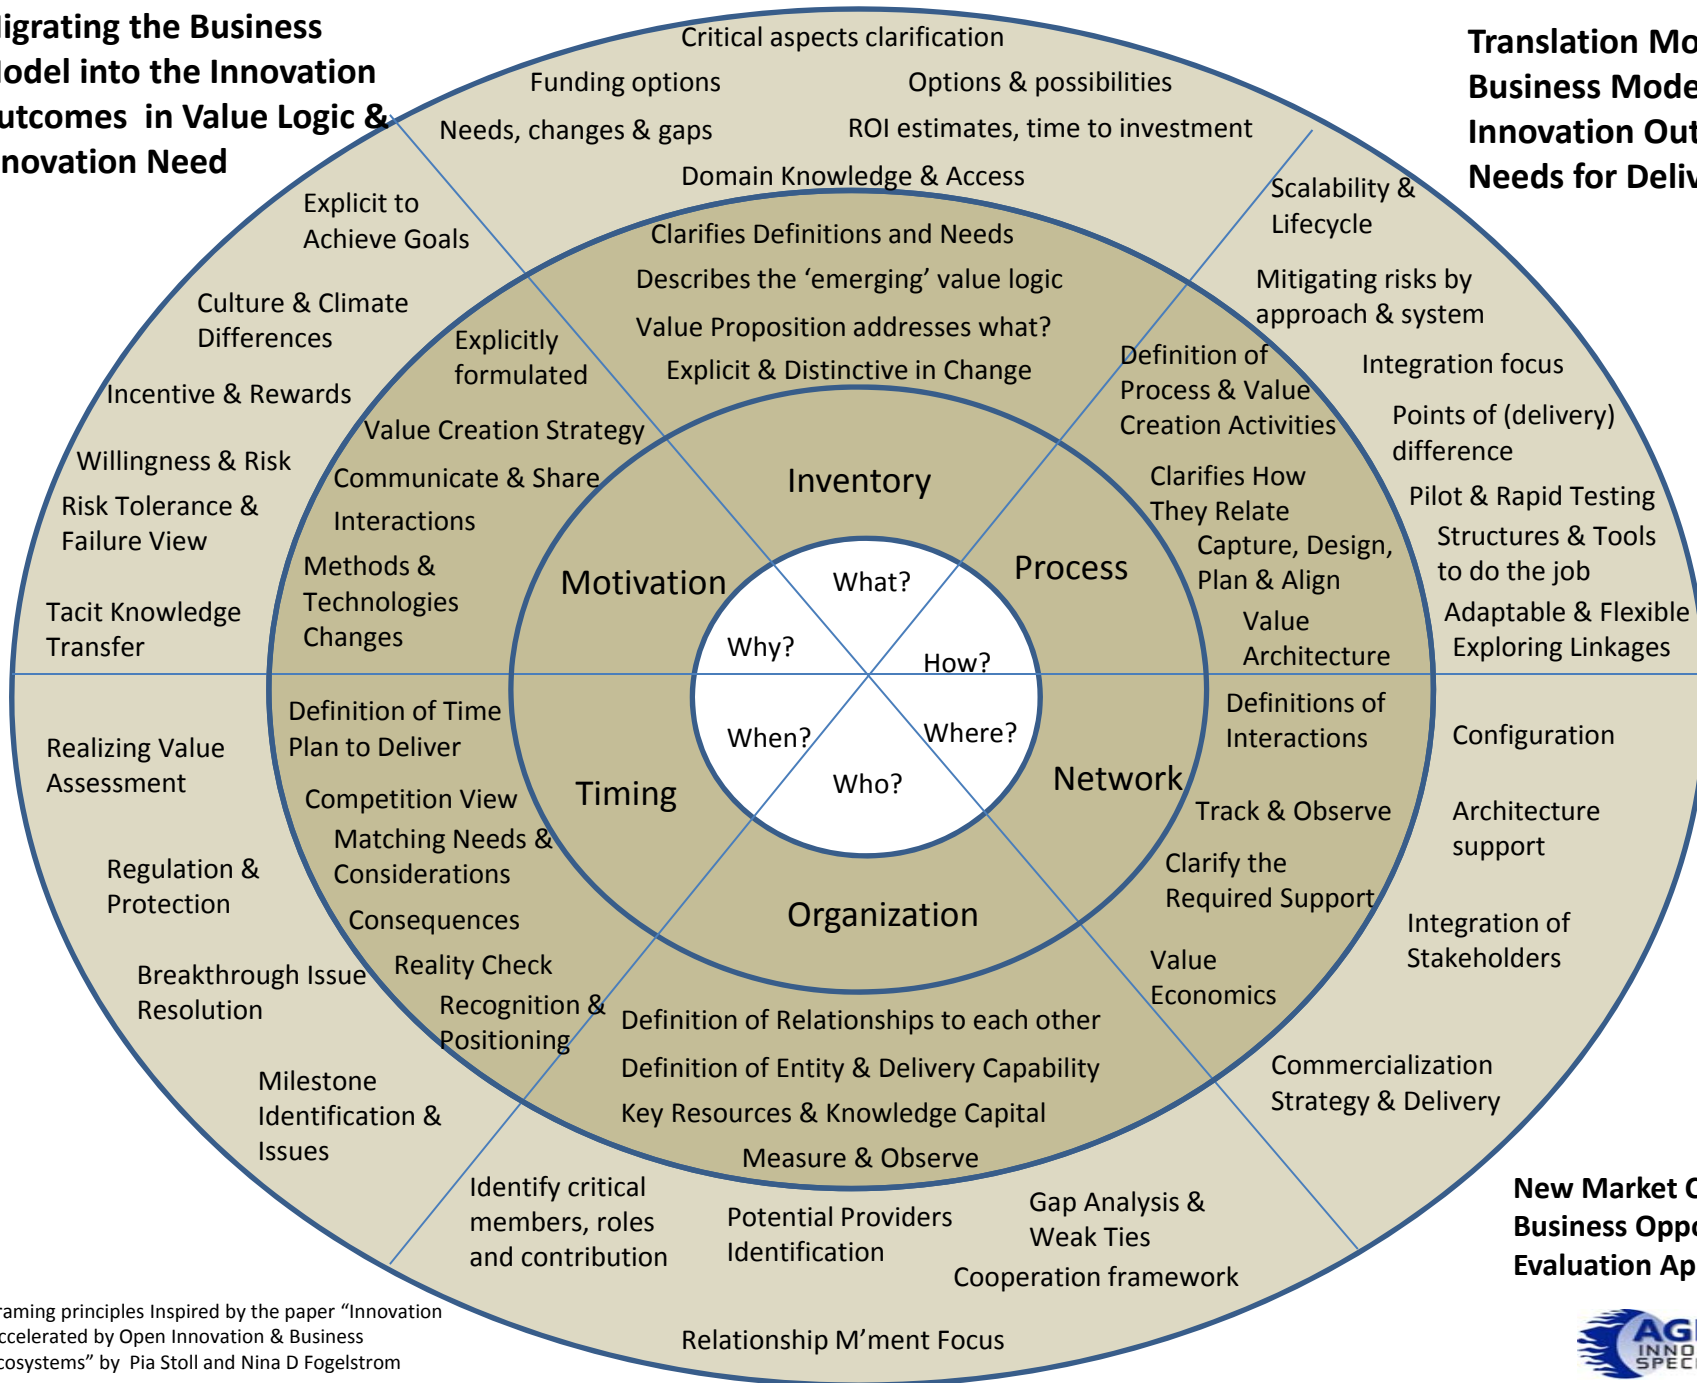 Migrating the Business
Model into the Innovation
Outcomes in Value Logic &
Innovation Need
Translation Mo
Business Mode
Innovation Out
Needs for Deliv
Critical aspects clarification
Funding options
Options & possibilities
Needs, changes & gaps
ROI estimates, time to investment
Domain Knowledge & Access
Explicit to
Achieve Goals
Culture & Climate
Differences
Incentive & Rewards
Willingness & Risk
Risk Tolerance &
Failure View
Tacit Knowledge
Transfer
Clarifies Definitions and Needs
Describes the ‘emerging’ value logic
Value Proposition addresses what?
Explicit & Distinctive in Change
Scalability &
Lifecycle
Mitigating risks by
approach & system
Integration focus
Points of (delivery)
difference
Pilot & Rapid Testing
Structures & Tools
to do the job
Adaptable & Flexible
Exploring Linkages
Explicitly
formulated
Value Creation Strategy
Communicate & Share
Interactions
Methods &
Technologies
Changes
Definition of
Process & Value
Creation Activities
Clarifies How
They Relate
Capture, Design,
Plan & Align
Value
Architecture
Inventory
Motivation
Process
What?
Why?
How?
When?
Where?
Who?
Timing
Network
Organization
Definition of Time
Plan to Deliver
Competition View
Matching Needs &
Considerations
Consequences
Reality Check
Recognition &
Positioning
Definitions of
Interactions
Track & Observe
Clarify the
Required Support
Value
Economics
Realizing Value
Assessment
Regulation &
Protection
Breakthrough Issue
Resolution
Milestone
Identification &
Issues
Configuration
Architecture
support
Integration of
Stakeholders
Commercialization
Strategy & Delivery
Definition of Relationships to each other
Definition of Entity & Delivery Capability
Key Resources & Knowledge Capital
Measure & Observe
Identify critical
members, roles
and contribution
Potential Providers
Identification
Gap Analysis &
Weak Ties
Cooperation framework
Relationship M’ment Focus
New Market C
Business Oppo
Evaluation Ap
raming principles Inspired by the paper “Innovation
ccelerated by Open Innovation & Business
cosystems” by Pia Stoll and Nina D Fogelstrom
AGI
INNO
SPECI